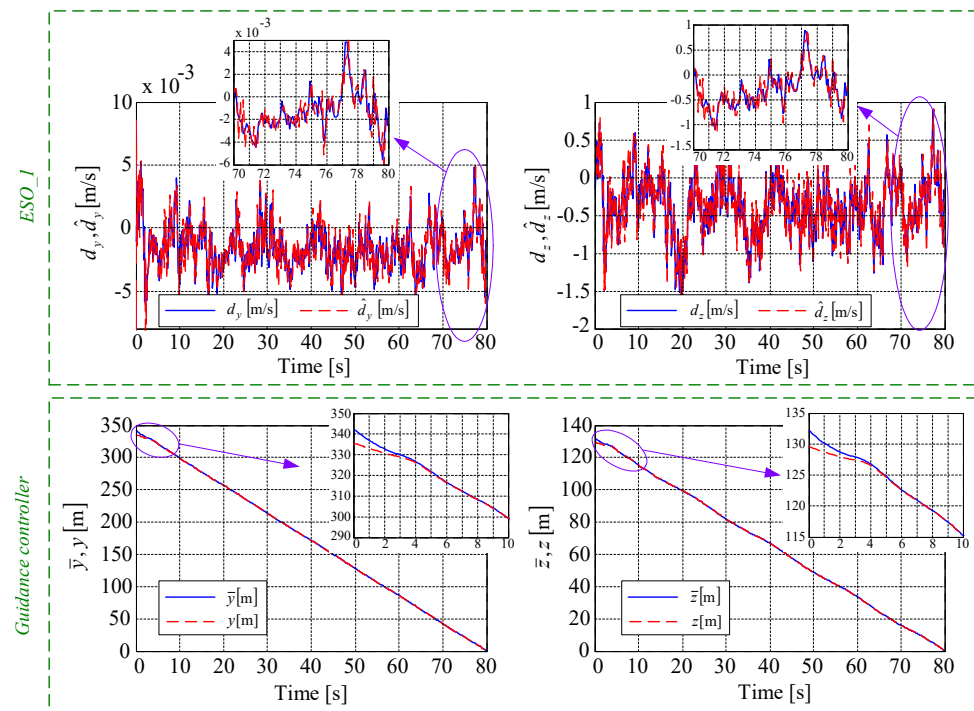 ESO_1
x 10⁻³
d_y, d̂_y [m/s]
10
5
0
-5
0 10 20 30 40 50 60 70 80
Time [s]
d_y [m/s] d̂_y [m/s]
x 10⁻³
4
2
0
-2
-4
-6
70 72 74 76 78 80
d_z, d̂_z [m/s]
1
0.5
0
-0.5
-1
-1.5
-2
0 10 20 30 40 50 60 70 80
Time [s]
d_z [m/s] d̂_z [m/s]
1
0.5
0
-0.5
-1
-1.5
70 72 74 76 78 80
Guidance controller
ȳ, y [m]
350
300
250
200
150
100
50
0
0 10 20 30 40 50 60 70 80
Time [s]
ȳ [m]
y [m]
350
340
330
320
310
300
290
0 2 4 6 8 10
z̄, z [m]
140
120
100
80
60
40
20
0
0 10 20 30 40 50 60 70 80
Time [s]
z̄ [m]
z [m]
135
130
125
120
115
0 2 4 6 8 10